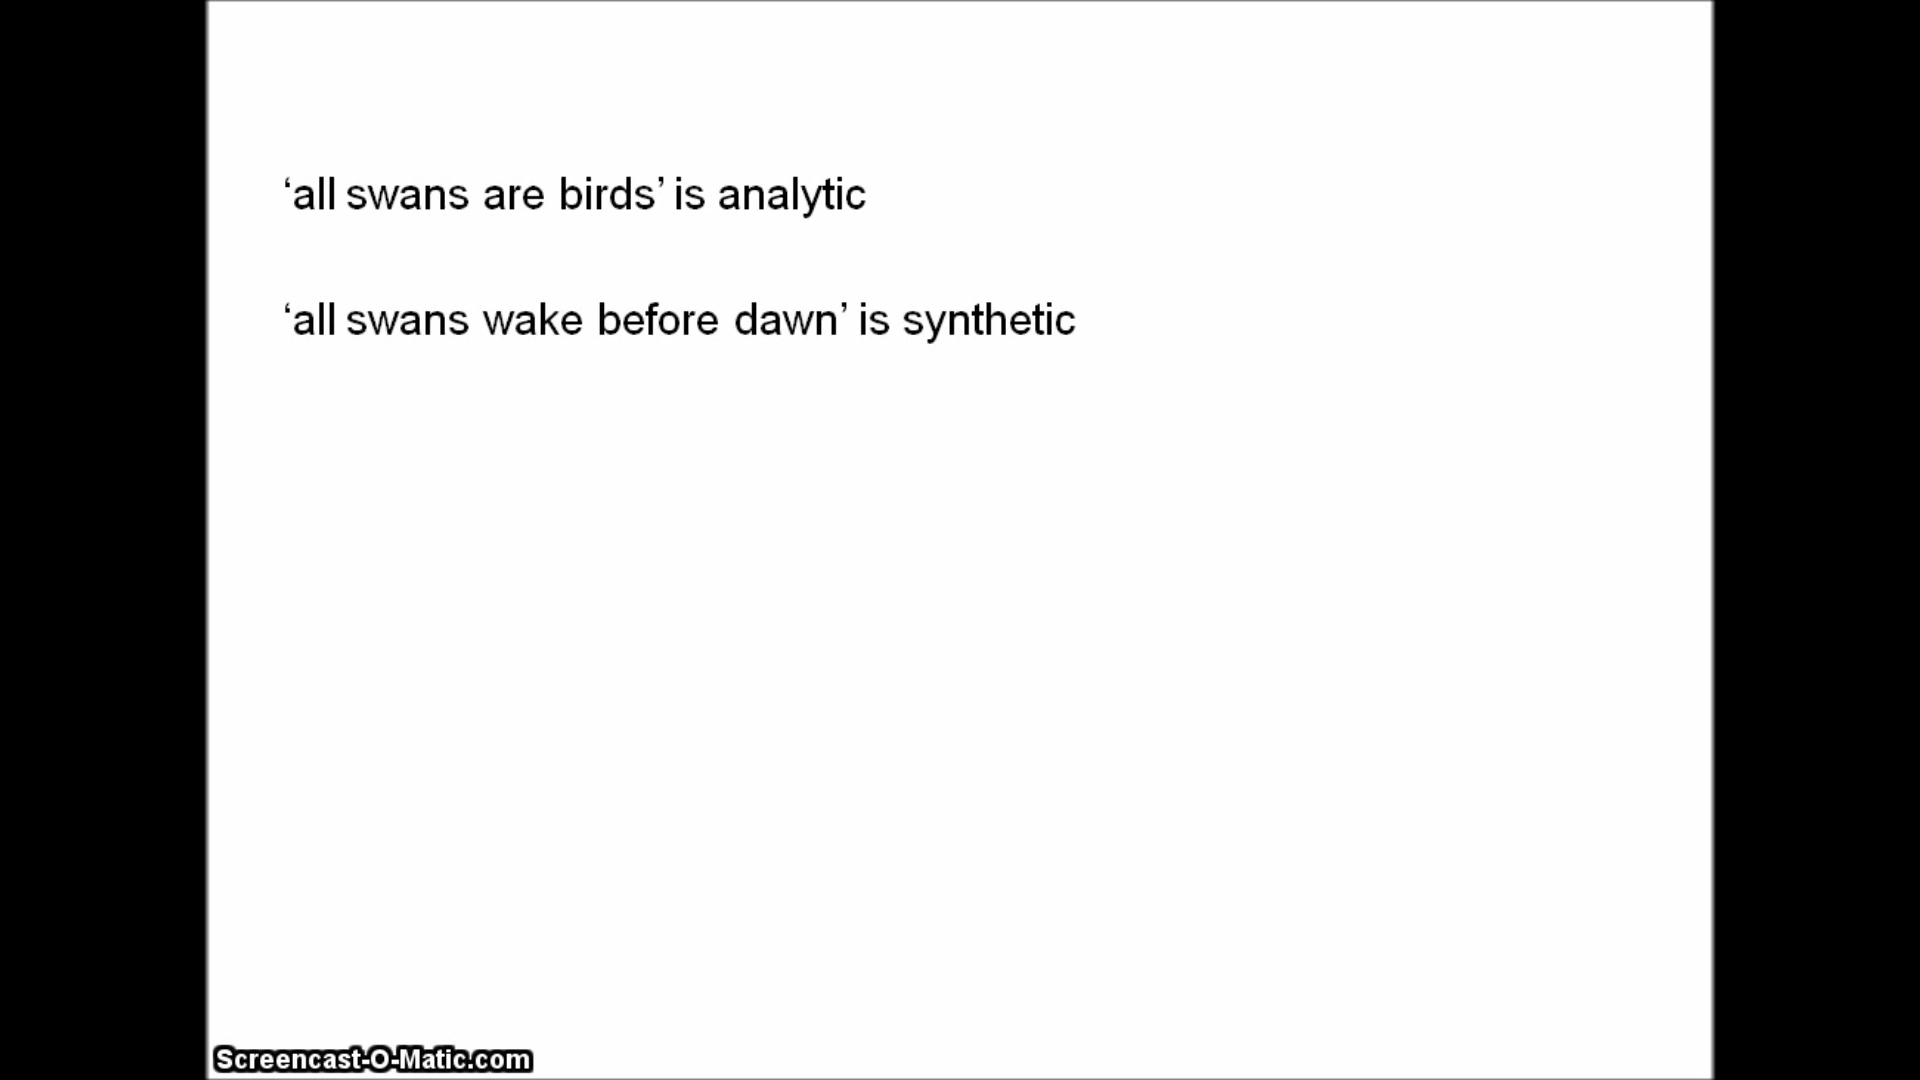 ‘all swans are birds’ is analytic
‘all swans wake before dawn’ is synthetic
Screencast-O-Matic.com